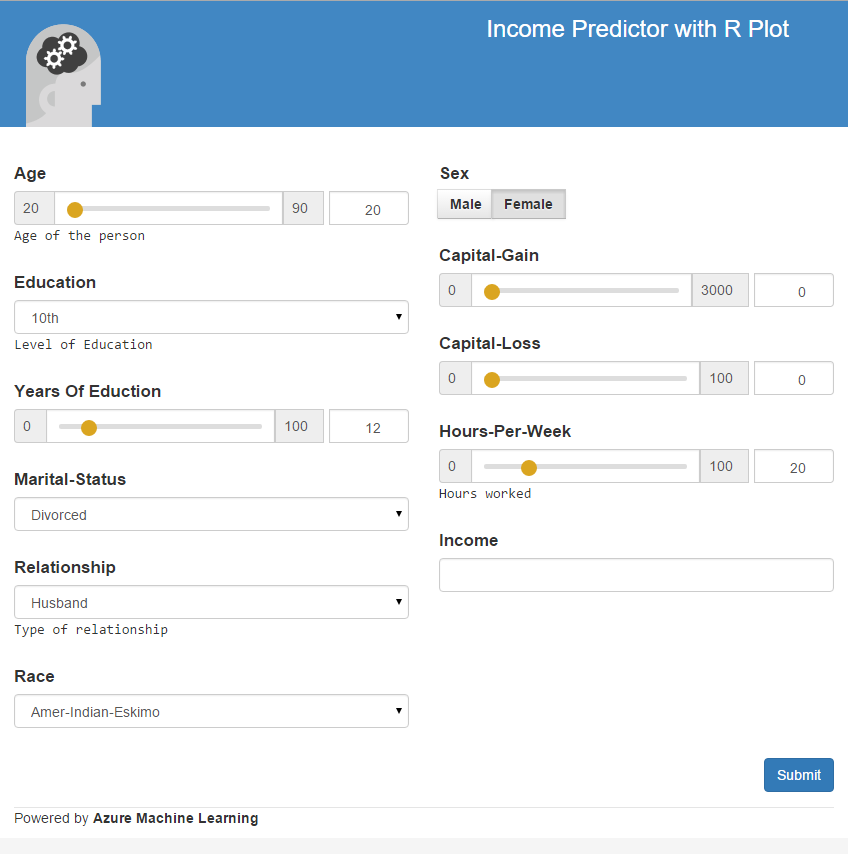 Income Predictor with R Plot
Age
20 90 20
Age of the person
Education
10th
Level of Education
Years Of Eduction
0 100 12
Marital-Status
Divorced
Relationship
Husband
Type of relationship
Race
Amer-Indian-Eskimo
Sex
Male Female
Capital-Gain
0 3000 0
Capital-Loss
0 100 0
Hours-Per-Week
0 100 20
Hours worked
Income
Submit
Powered by Azure Machine Learning